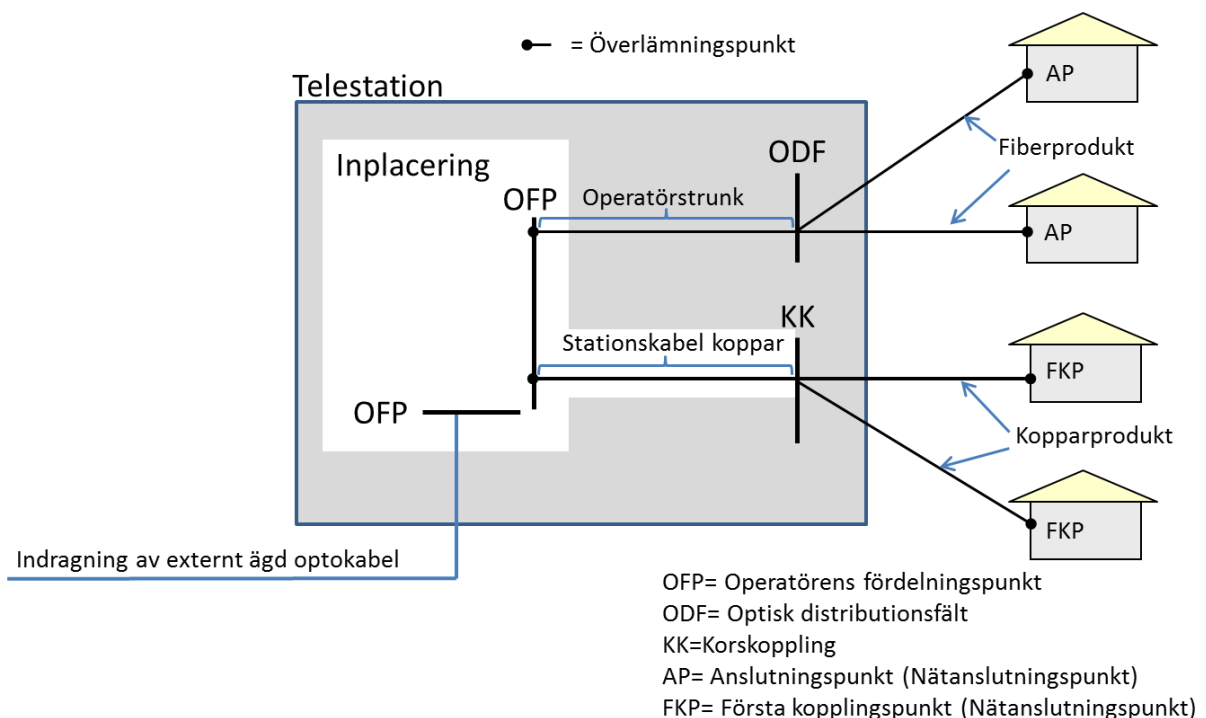 = Överlämningspunkt
Telestation
Inplacering
OFP
Operatörstrunk
ODF
AP
Fiberprodukt
AP
KK
Stationskabel koppar
OFP
FKP
Kopparprodukt
FKP
Indragning av externt ägd optokabel
OFP= Operatörens fördelningspunkt
ODF= Optisk distributionsfält
KK=Korskoppling
AP= Anslutningspunkt (Nätanslutningspunkt)
FKP= Första kopplingspunkt (Nätanslutningspunkt)